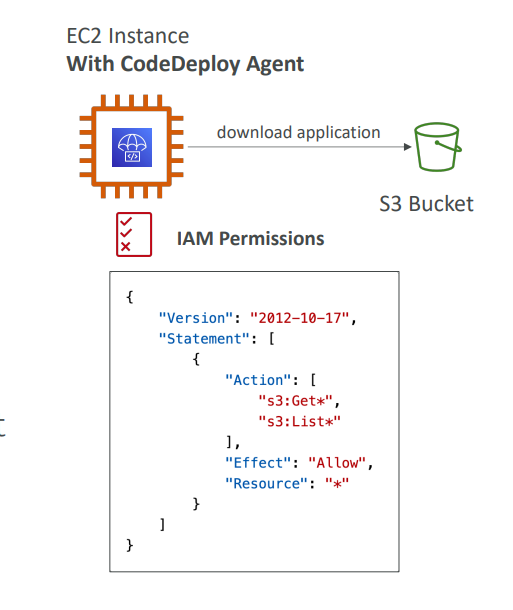 EC2 Instance
With CodeDeploy Agent
download application
S3 Bucket
IAM Permissions
{
    "Version": "2012-10-17",
    "Statement": [
        {
            "Action": [
                "s3:Get*",
                "s3:List*"
            ],
            "Effect": "Allow",
            "Resource": "*"
        }
    ]
}